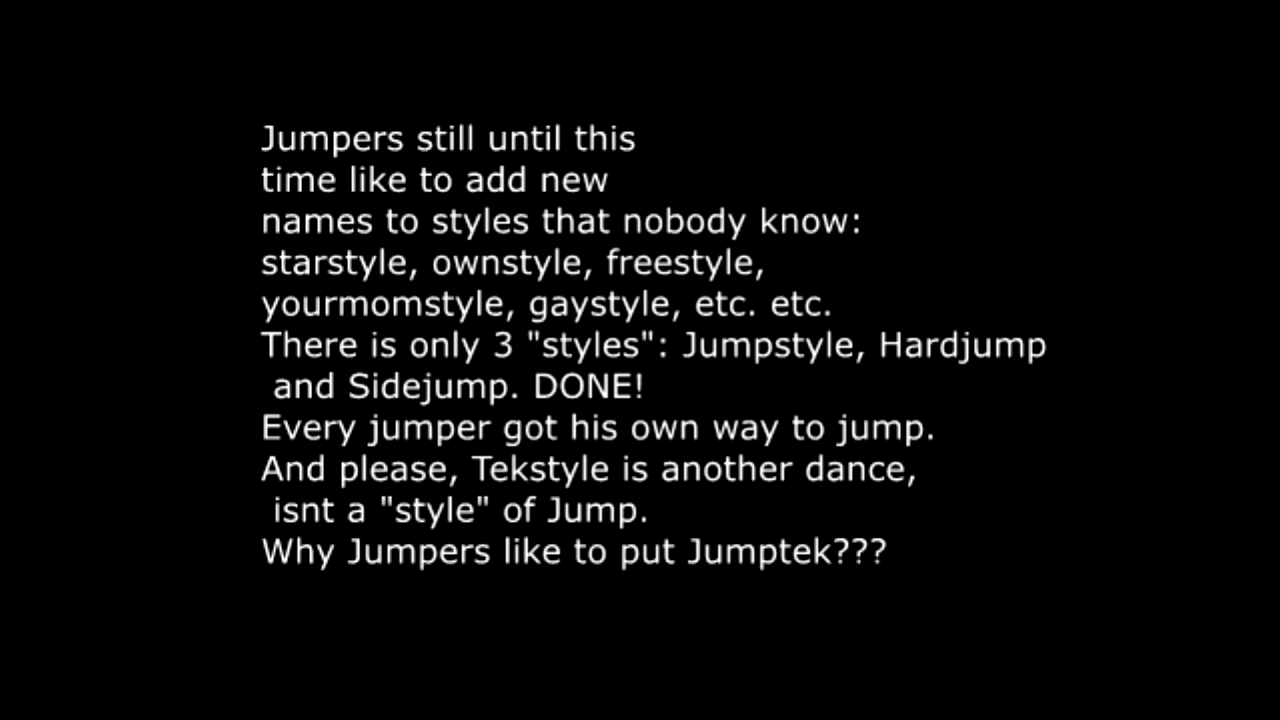 Jumpers still until this
time like to add new
names to styles that nobody know:
starstyle, ownstyle, freestyle,
yourmomstyle, gaystyle, etc. etc.
There is only 3 "styles": Jumpstyle, Hardjump
and Sidejump. DONE!
Every jumper got his own way to jump.
And please, Tekstyle is another dance,
isnt a "style" of Jump.
Why Jumpers like to put Jumptek???